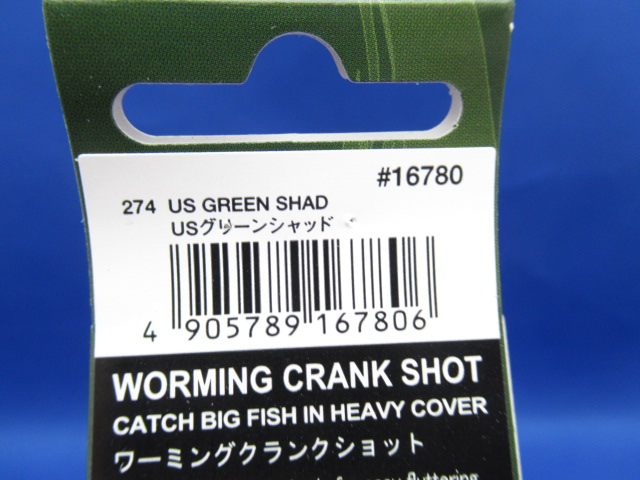 #16780
274 US GREEN SHAD
USグリーンシャッド
4 905789 167806
WORMING CRANK SHOT
CATCH BIG FISH IN HEAVY COVER
ワーミングクランクショット
fluttering